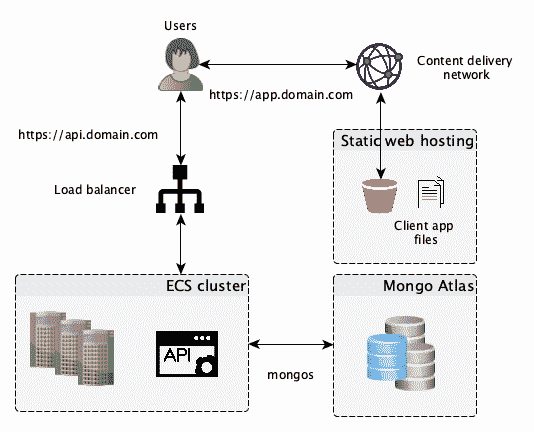 Users
Content delivery
network
https://app.domain.com
https://api.domain.com
Static web hosting
Load balancer
Client app
files
ECS cluster
Mongo Atlas
API
mongos